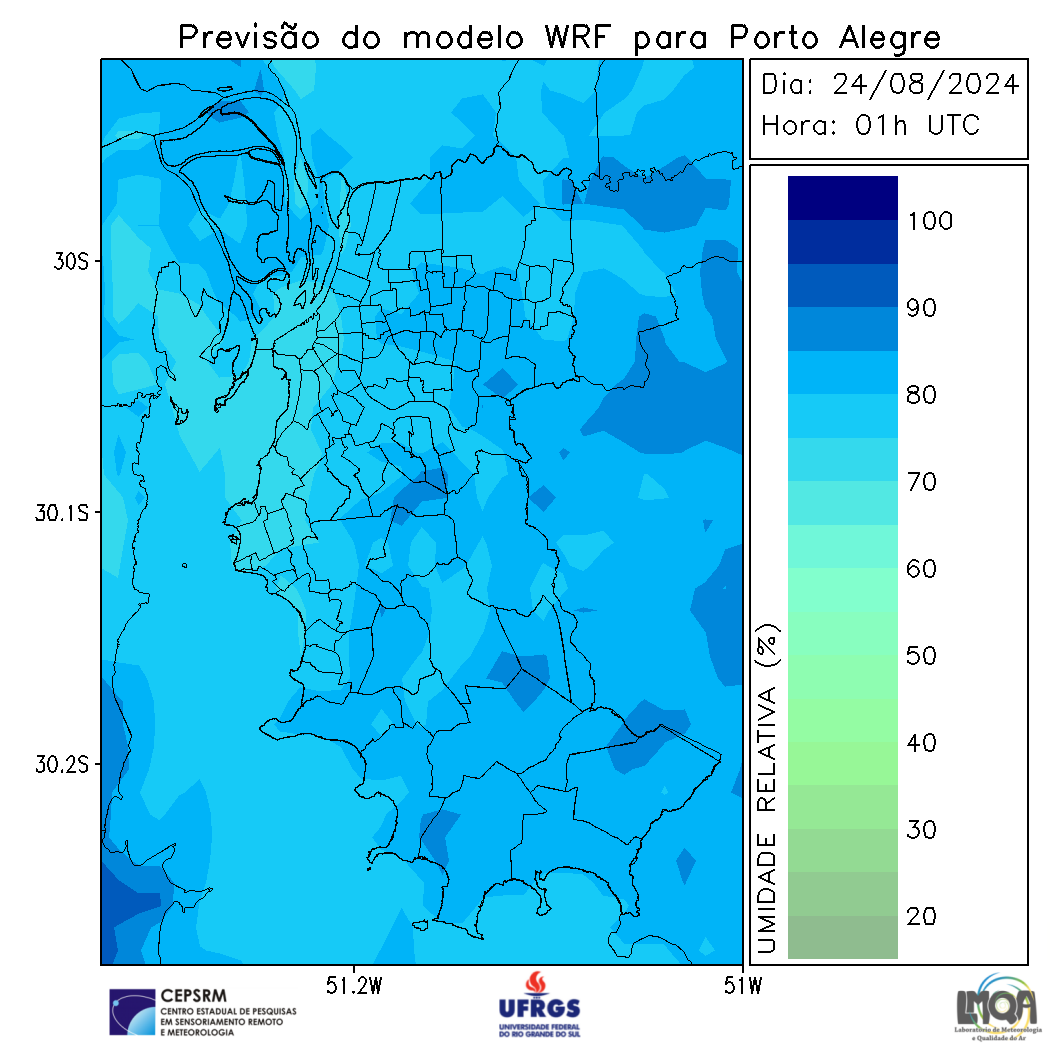 Previsão do modelo WRF para Porto Alegre
Dia: 24/08/2024
Hora: 01h UTC
100
90
80
70
60
50
40
30
20
UMIDADE RELATIVA (%)
30S
30.1S
30.2S
51.2W
51W
CEPSRM
CENTRO ESTADUAL DE PESQUISAS
EM SENSORIAMENTO REMOTO
E METEOROLOGIA
UFRGS
UNIVERSIDADE FEDERAL
DO RIO GRANDE DO SUL
LMQA
Laboratório de Meteorologia
e Qualidade do Ar